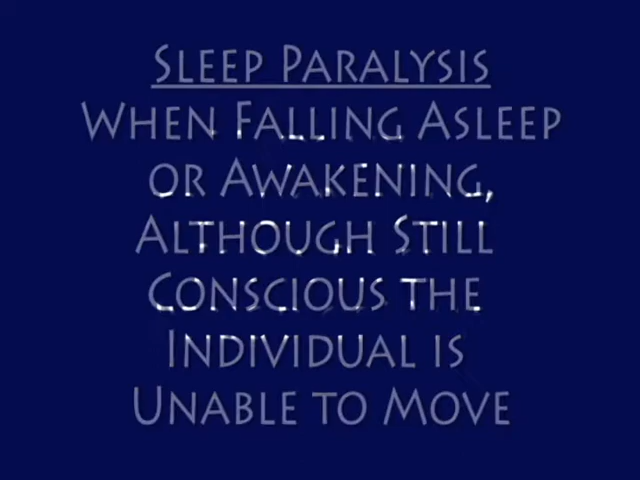 SLEEP PARALYSIS
WHEN FALLING ASLEEP
OR AWAKENING,
ALTHOUGH STILL
CONSCIOUS THE
INDIVIDUAL IS
UNABLE TO MOVE